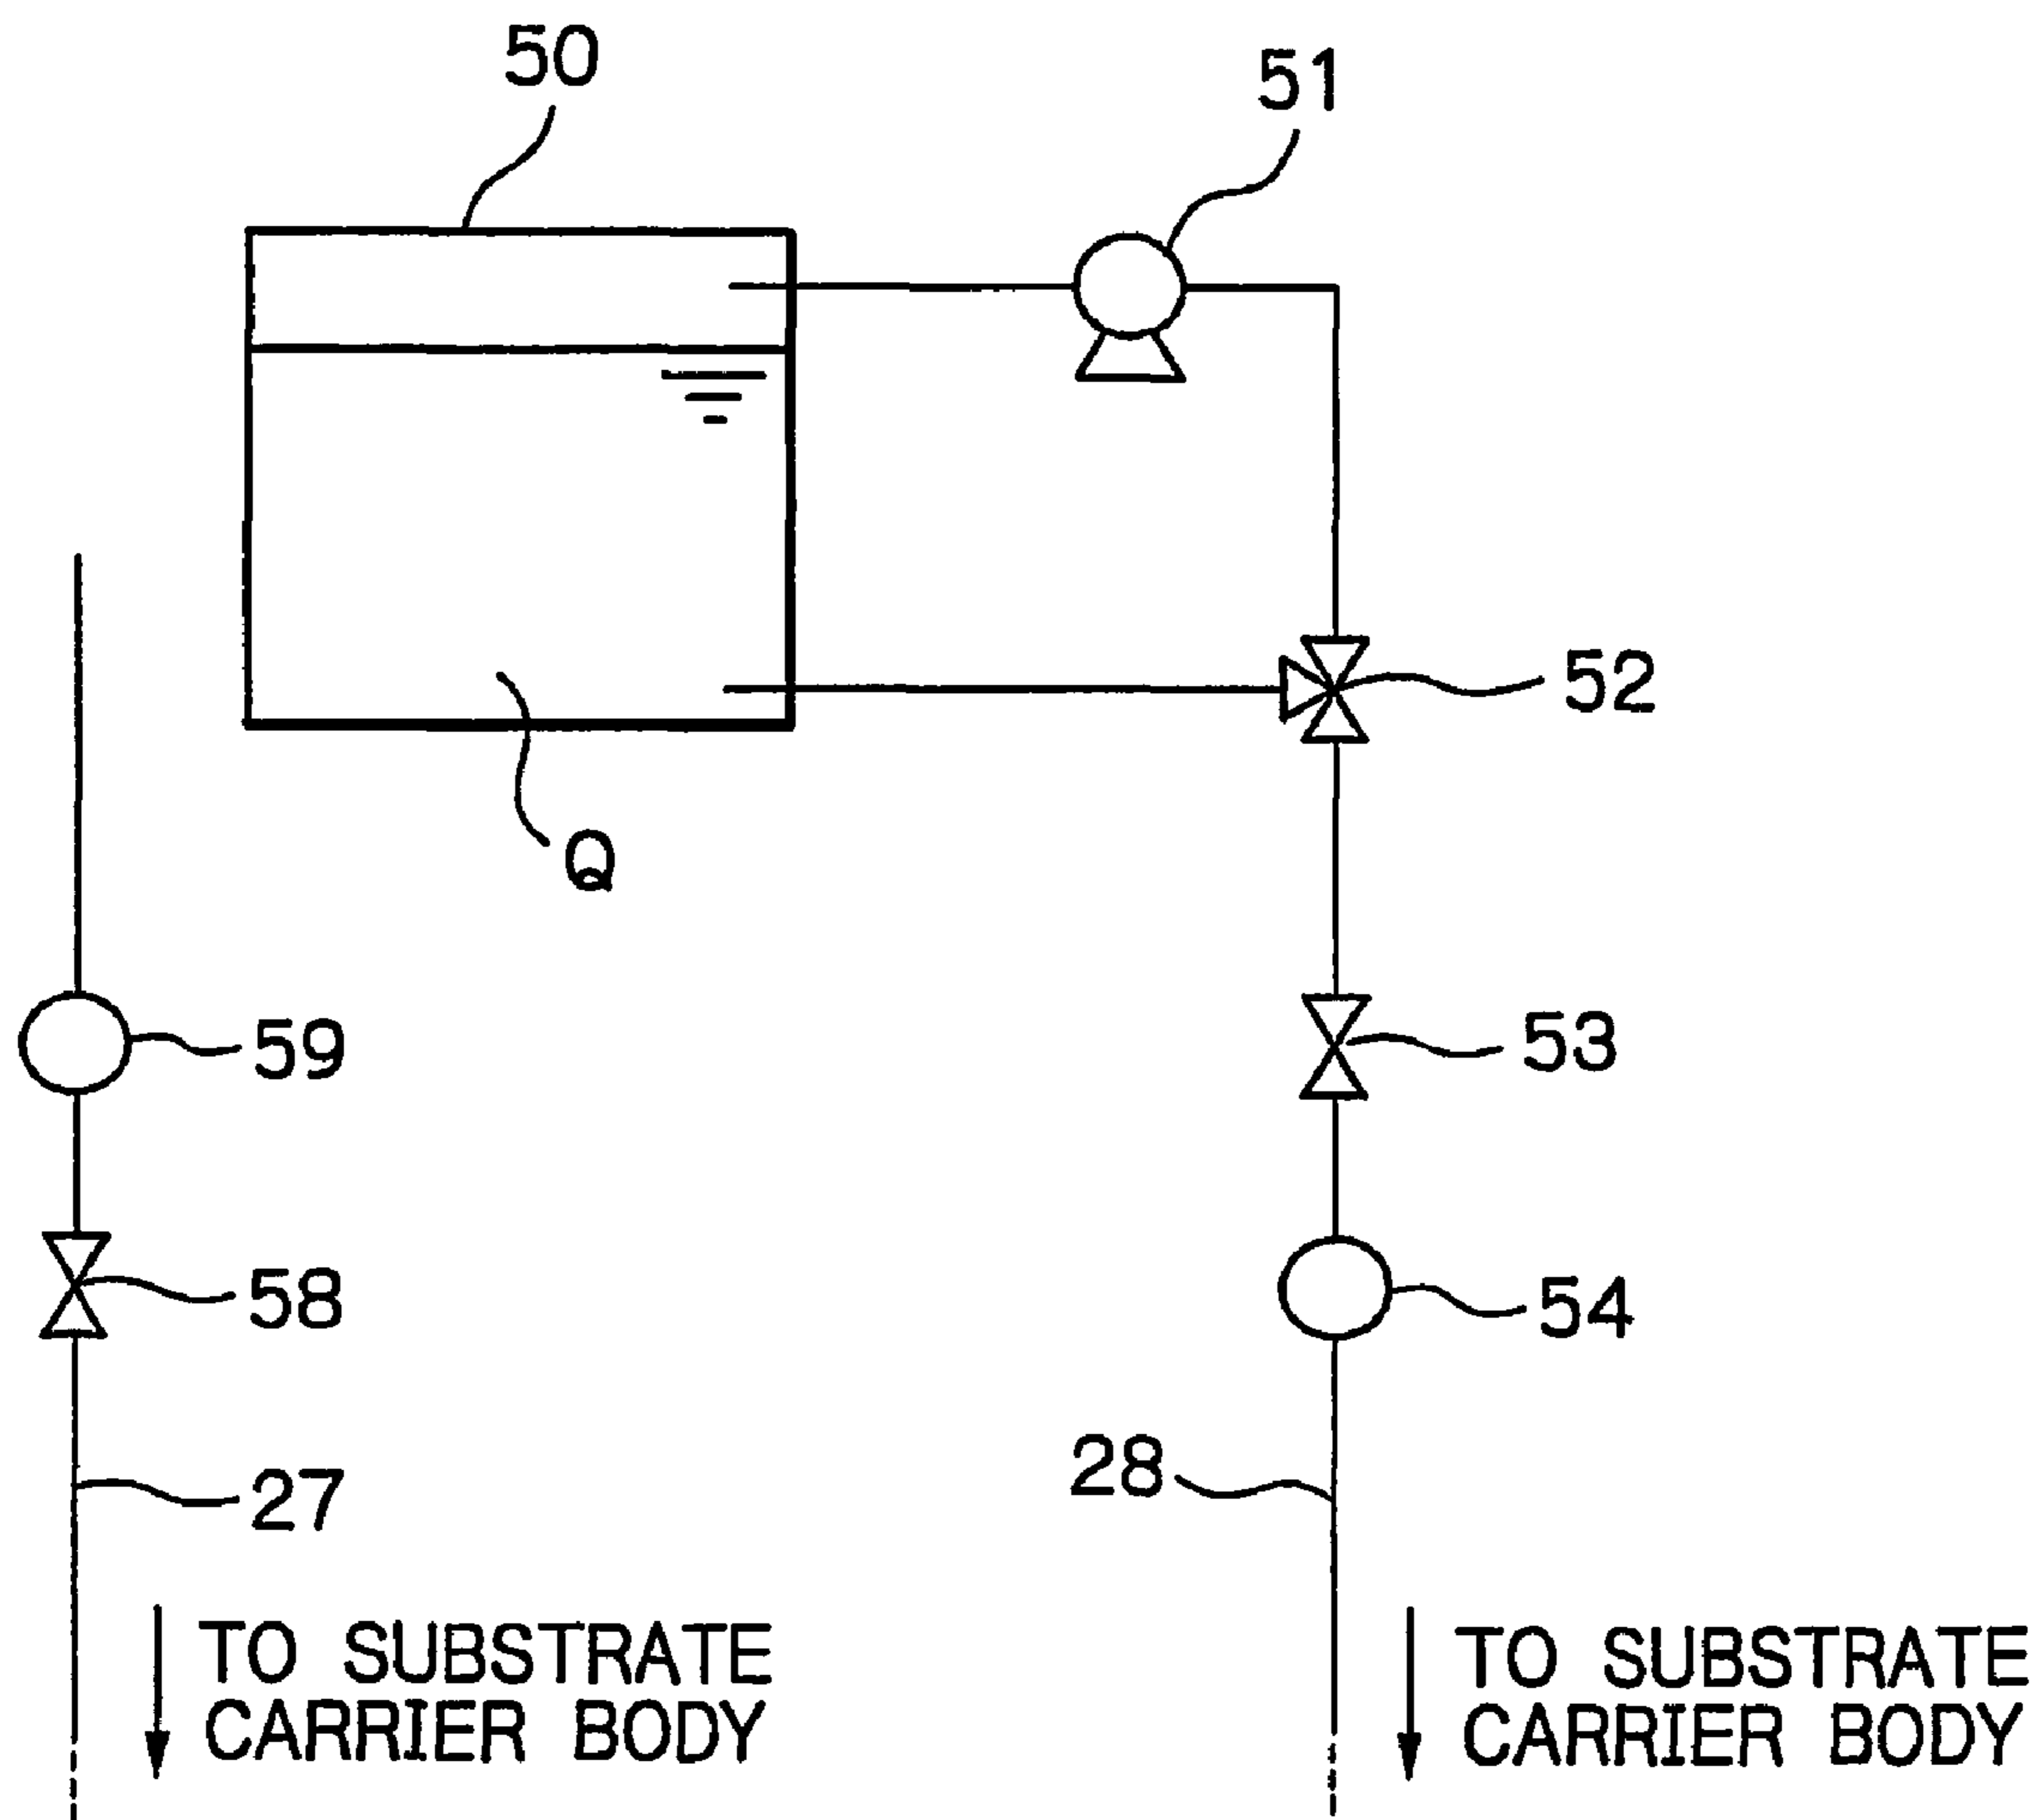 50
51
52
Q
59
53
58
54
28
27
TO SUBSTRATE
CARRIER BODY
TO SUBSTRATE
CARRIER BODY